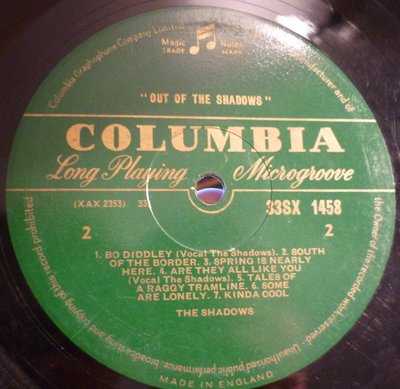 Columbia Graphophone Company Limited
Magic Notes
TRADE MARK
Manufacturer and of
"OUT OF THE SHADOWS"
COLUMBIA
Long Playing Microgroove
(XAX.2353) 33
33SX 1458
2 2
1. BO DIDDLEY (Vocal The Shadows). 2. SOUTH
OF THE BORDER. 3. SPRING IS NEARLY
HERE. 4. ARE THEY ALL LIKE YOU
(Vocal The Shadows). 5. TALES OF
A RAGGY TRAMLINE. 6. SOME
ARE LONELY. 7. KINDA COOL
THE SHADOWS
the Owner of the recorded work reserved. Unauthorised public performance, broadcasting and copying of this record prohibited
MADE IN ENGLAND